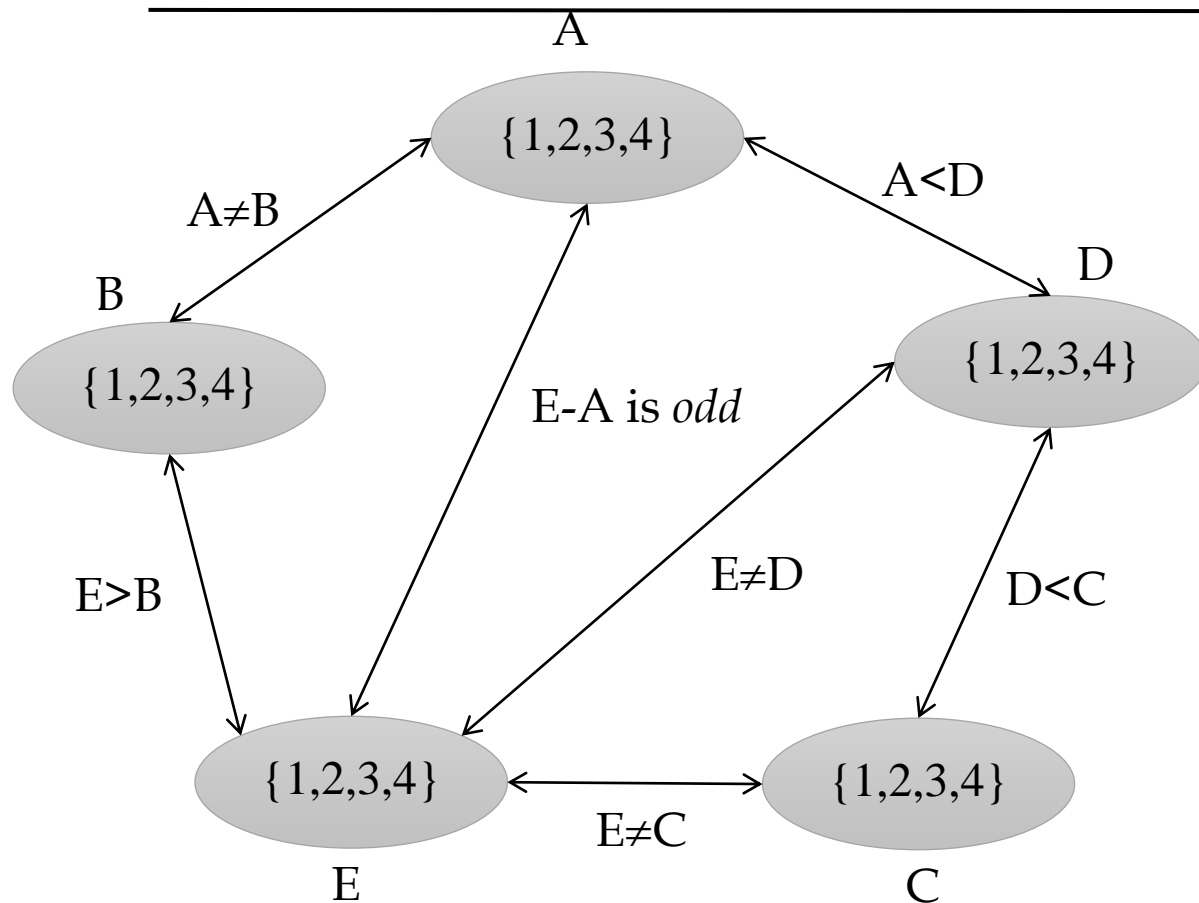 A
{1,2,3,4}
A≠B
A<D
B
D
{1,2,3,4}
{1,2,3,4}
E-A is odd
E>B
E≠D
D<C
{1,2,3,4}
{1,2,3,4}
E≠C
E
C